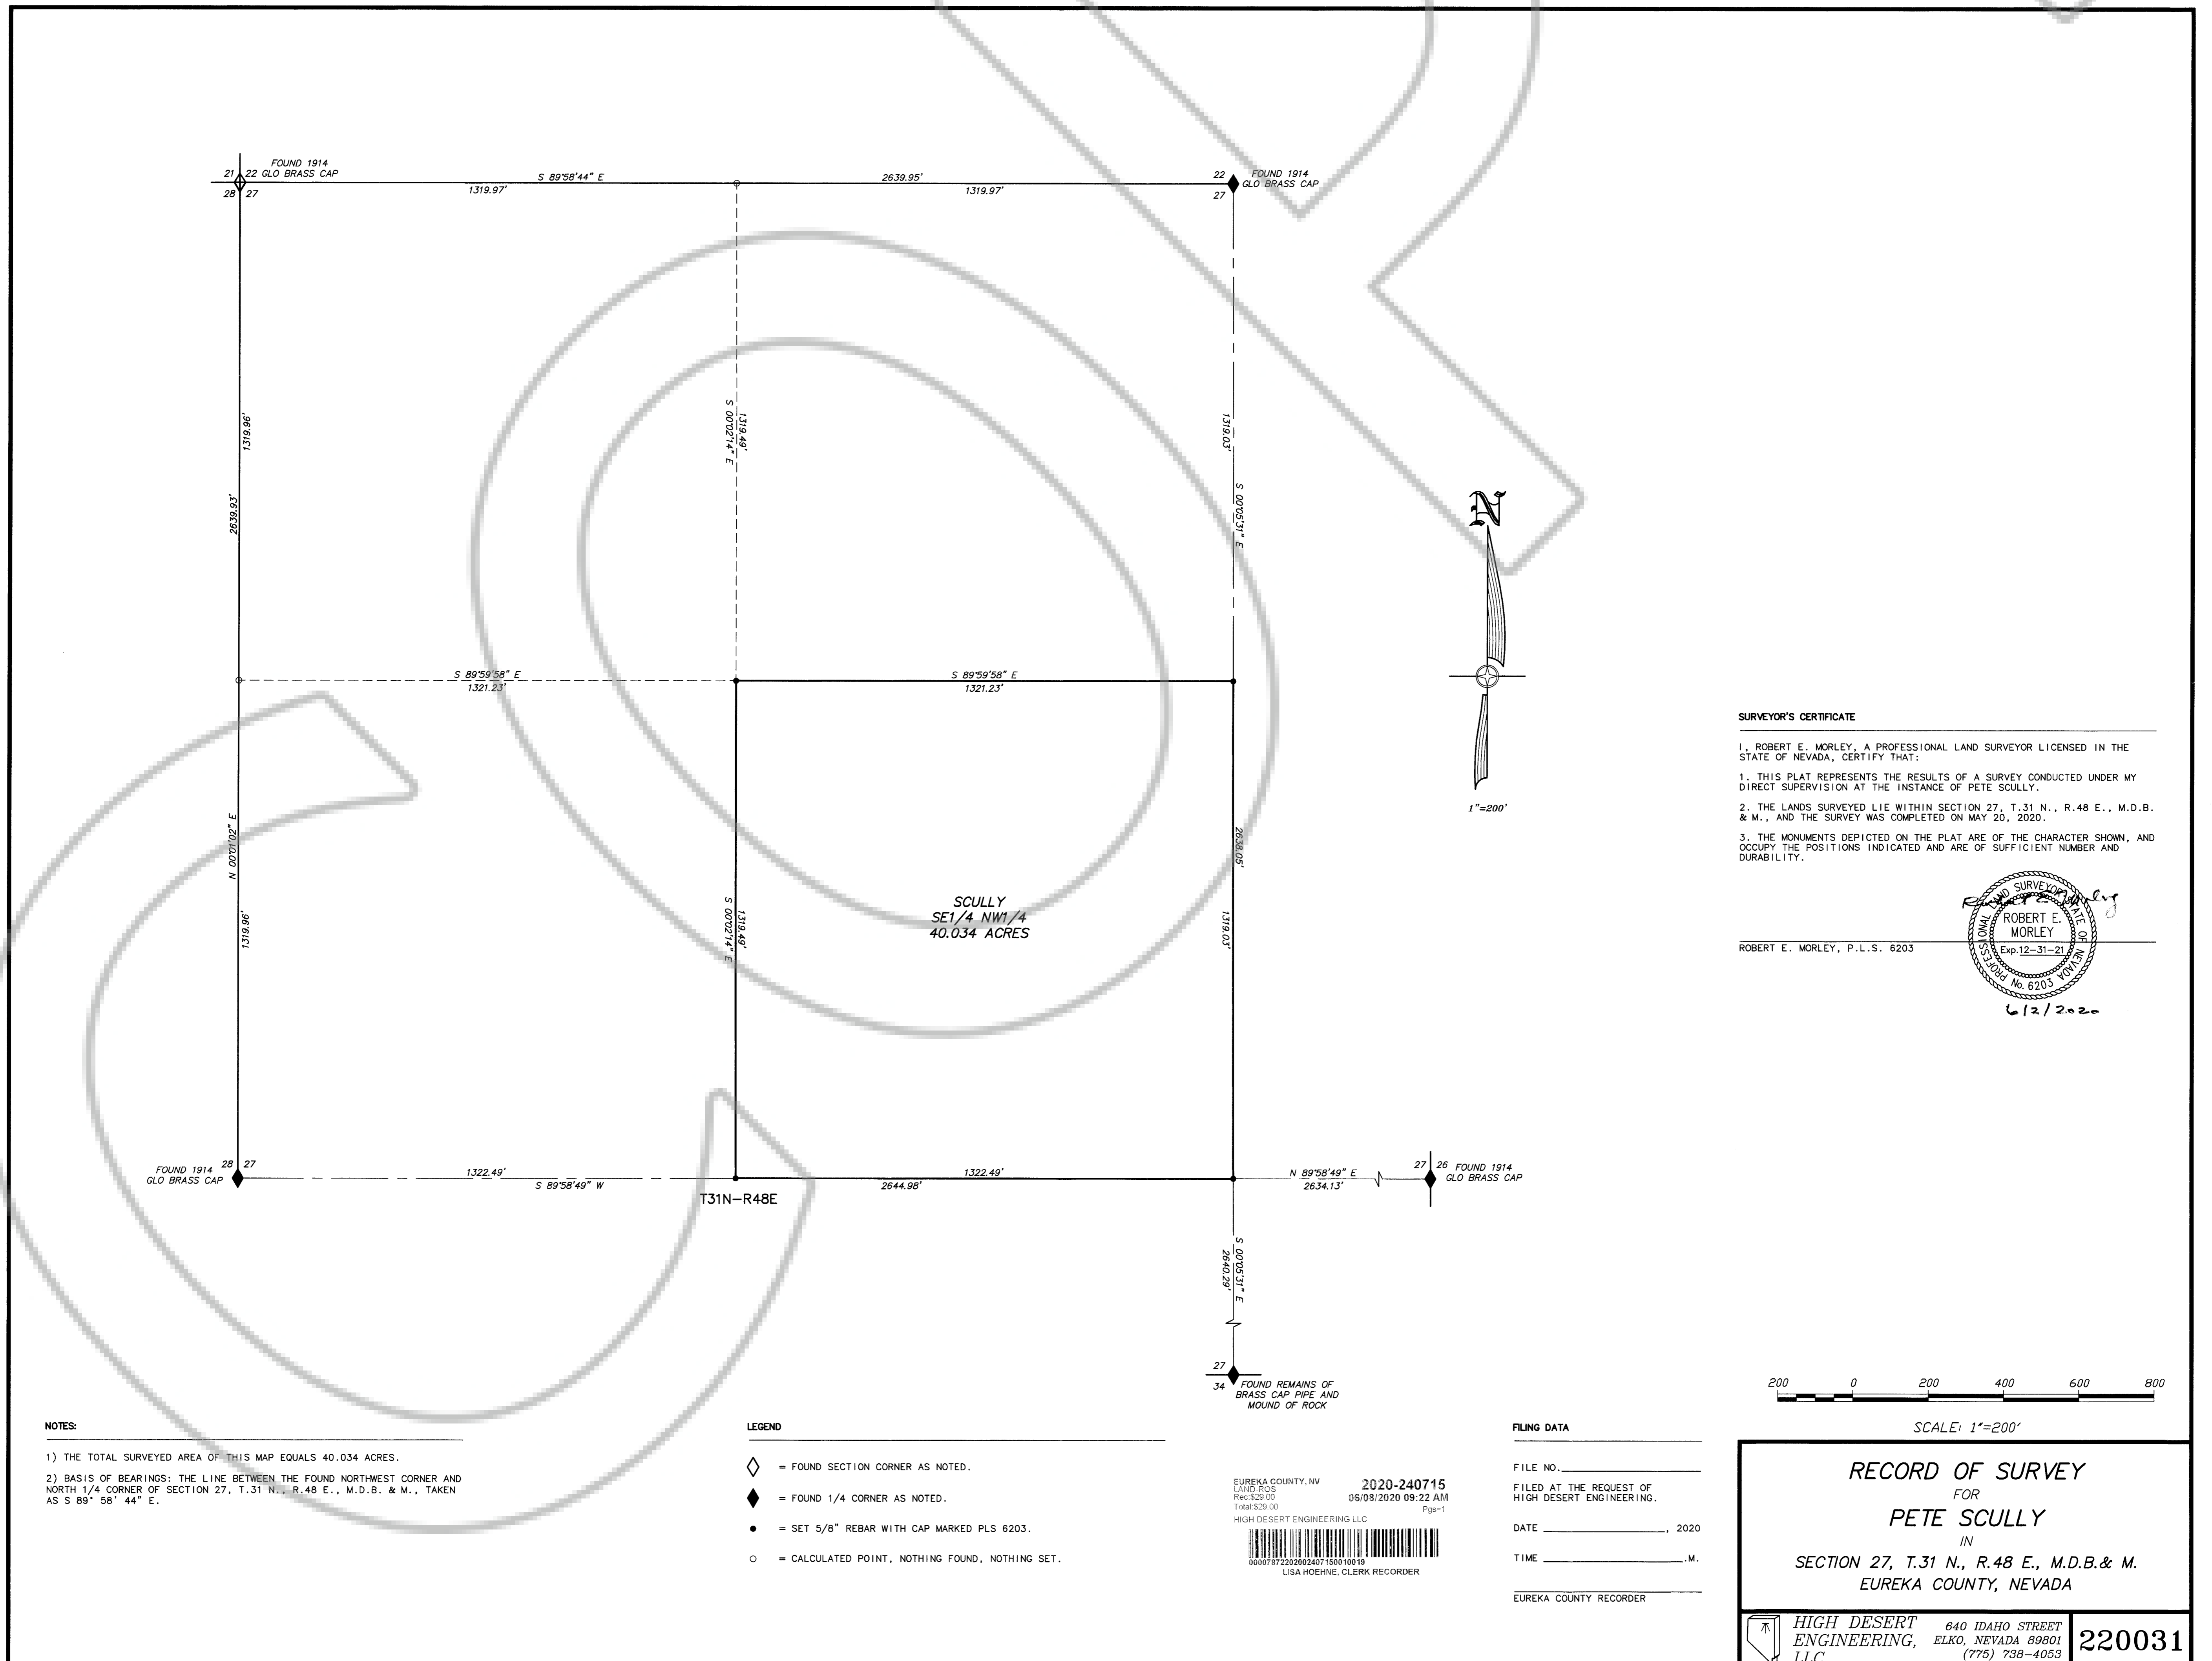 FOUND 1914
21 22 GLO BRASS CAP
28 27
S 89°58'44" E
1319.97'
2639.95'
1319.97'
22 FOUND 1914
GLO BRASS CAP
27
1319.96'
2639.93'
N 00°01'02" E
1319.96'
1319.49'
S 00°02'14" E
1319.03'
S 00°05'31" E
S 89°59'58" E
1321.23'
S 89°59'58" E
1321.23'
1319.49'
S 00°02'14" E
2638.05'
1319.03'
SCULLY
SE1/4 NW1/4
40.034 ACRES
N
1"=200'
28 27
FOUND 1914
GLO BRASS CAP
1322.49'
S 89°58'49" W
1322.49'
2644.98'
T31N-R48E
N 89°58'49" E
2634.13'
27 26 FOUND 1914
GLO BRASS CAP
S 00°05'31" E
2640.29'
27
34 FOUND REMAINS OF
BRASS CAP PIPE AND
MOUND OF ROCK
SURVEYOR'S CERTIFICATE
I, ROBERT E. MORLEY, A PROFESSIONAL LAND SURVEYOR LICENSED IN THE
STATE OF NEVADA, CERTIFY THAT:
1. THIS PLAT REPRESENTS THE RESULTS OF A SURVEY CONDUCTED UNDER MY
DIRECT SUPERVISION AT THE INSTANCE OF PETE SCULLY.
2. THE LANDS SURVEYED LIE WITHIN SECTION 27, T.31 N., R.48 E., M.D.B.
& M., AND THE SURVEY WAS COMPLETED ON MAY 20, 2020.
3. THE MONUMENTS DEPICTED ON THE PLAT ARE OF THE CHARACTER SHOWN, AND
OCCUPY THE POSITIONS INDICATED AND ARE OF SUFFICIENT NUMBER AND
DURABILITY.
PROFESSIONAL LAND SURVEYOR STATE OF NEVADA
ROBERT E.
MORLEY
Exp. 12-31-21
No. 6203
ROBERT E. MORLEY, P.L.S. 6203
6/2/2020
NOTES:
1) THE TOTAL SURVEYED AREA OF THIS MAP EQUALS 40.034 ACRES.
2) BASIS OF BEARINGS: THE LINE BETWEEN THE FOUND NORTHWEST CORNER AND
NORTH 1/4 CORNER OF SECTION 27, T.31 N., R.48 E., M.D.B. & M., TAKEN
AS S 89° 58' 44" E.
LEGEND
= FOUND SECTION CORNER AS NOTED.
= FOUND 1/4 CORNER AS NOTED.
= SET 5/8" REBAR WITH CAP MARKED PLS 6203.
= CALCULATED POINT, NOTHING FOUND, NOTHING SET.
EUREKA COUNTY, NV 2020-240715
LAND-ROS
Rec:$29.00 06/08/2020 09:22 AM
Total:$29.00 Pgs=1
HIGH DESERT ENGINEERING LLC
00007872202002407150010019
LISA HOEHNE, CLERK RECORDER
FILING DATA
FILE NO.
FILED AT THE REQUEST OF
HIGH DESERT ENGINEERING.
DATE , 2020
TIME .M.
EUREKA COUNTY RECORDER
200 0 200 400 600 800
SCALE: 1"=200'
RECORD OF SURVEY
FOR
PETE SCULLY
IN
SECTION 27, T.31 N., R.48 E., M.D.B.& M.
EUREKA COUNTY, NEVADA
HIGH DESERT
ENGINEERING,
LLC
640 IDAHO STREET
ELKO, NEVADA 89801
(775) 738-4053
220031